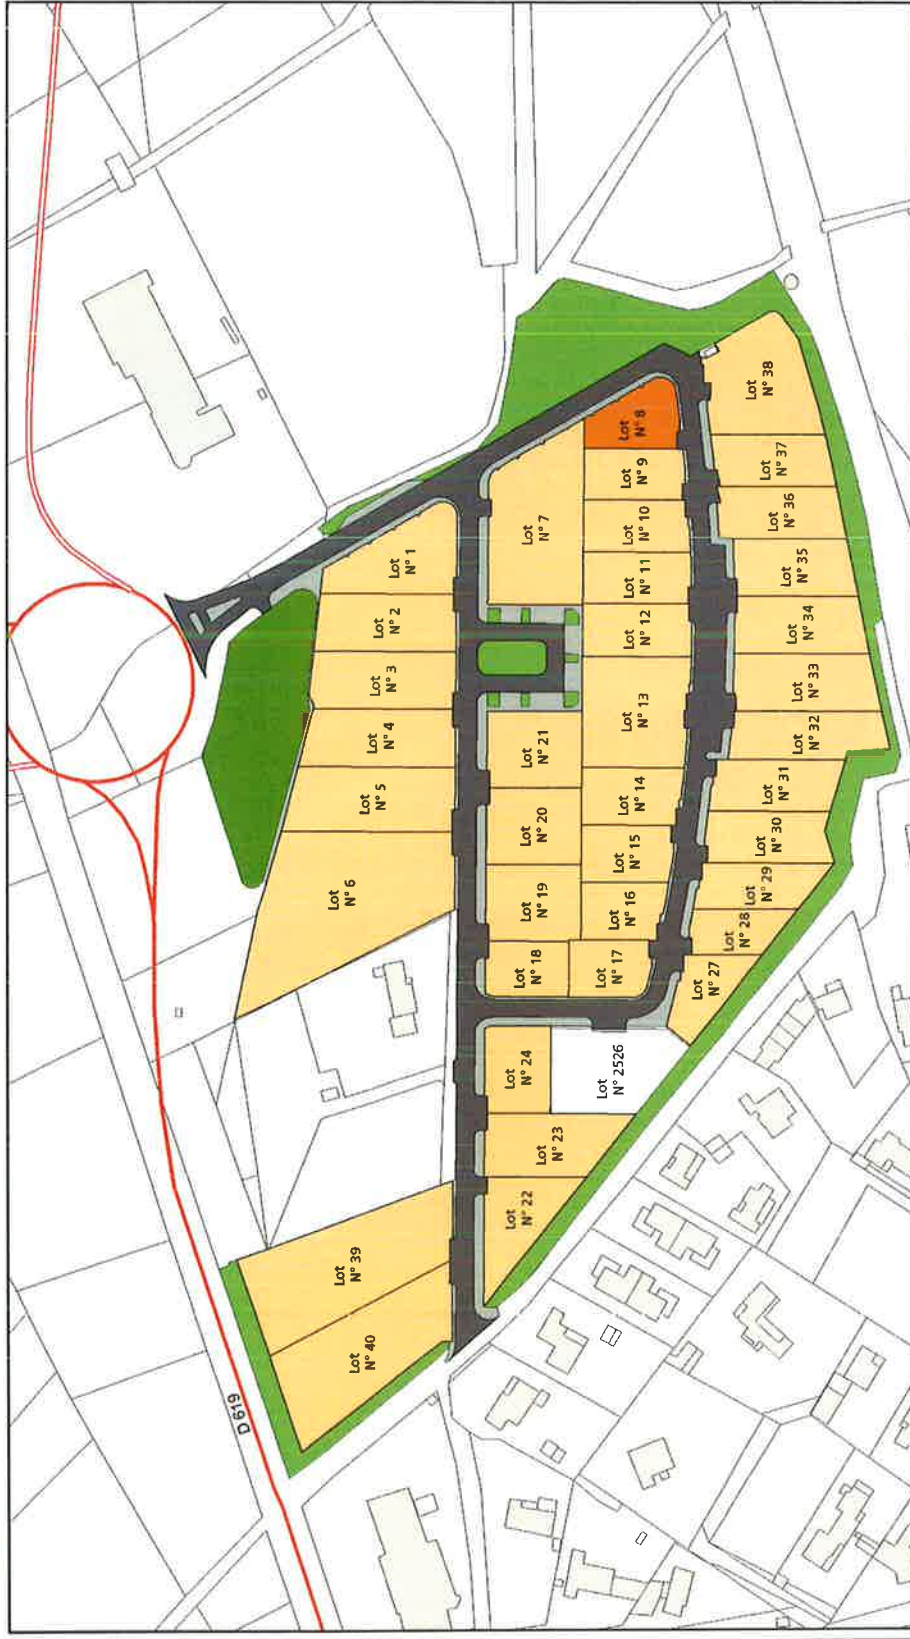 Lot
N° 1
Lot
N° 2
Lot
N° 3
Lot
N° 4
Lot
N° 5
Lot
N° 6
Lot
N° 7
Lot
N° 8
Lot
N° 9
Lot
N° 10
Lot
N° 11
Lot
N° 12
Lot
N° 13
Lot
N° 14
Lot
N° 15
Lot
N° 16
Lot
N° 17
Lot
N° 18
Lot
N° 19
Lot
N° 20
Lot
N° 21
Lot
N° 22
Lot
N° 23
Lot
N° 24
Lot
N° 2526
Lot
N° 27
Lot
N° 28
Lot
N° 29
Lot
N° 30
Lot
N° 31
Lot
N° 32
Lot
N° 33
Lot
N° 34
Lot
N° 35
Lot
N° 36
Lot
N° 37
Lot
N° 38
Lot
N° 39
Lot
N° 40
D 619